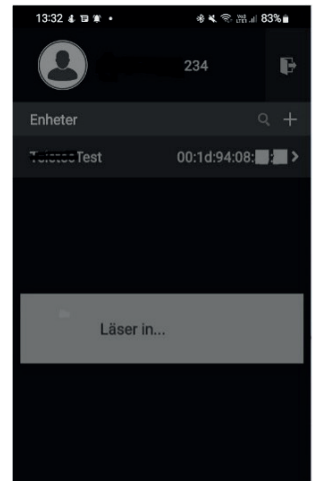 13:32 83%
234
Enheter
Test 00:1d:94:08:
Läser in...